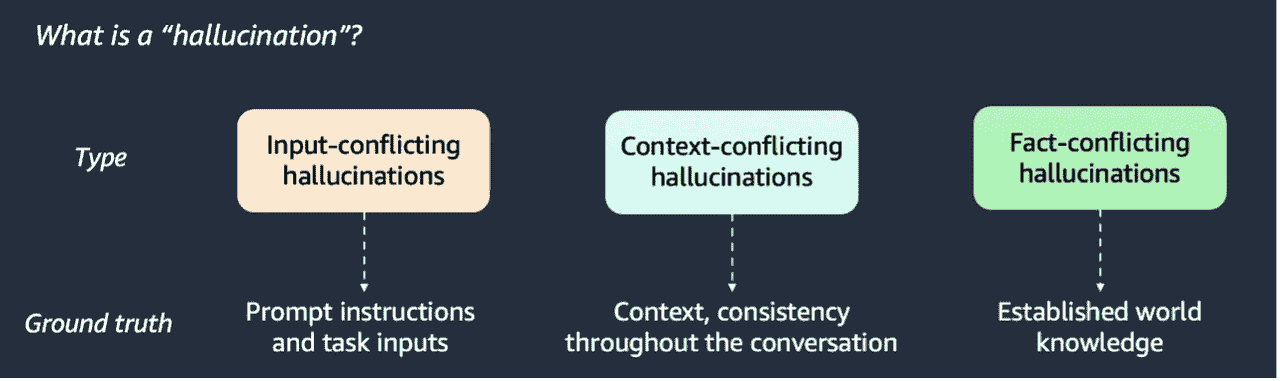 What is a “hallucination”?
Type
Input-conflicting
hallucinations
Context-conflicting
hallucinations
Fact-conflicting
hallucinations
Ground truth
Prompt instructions
and task inputs
Context, consistency
throughout the conversation
Established world
knowledge